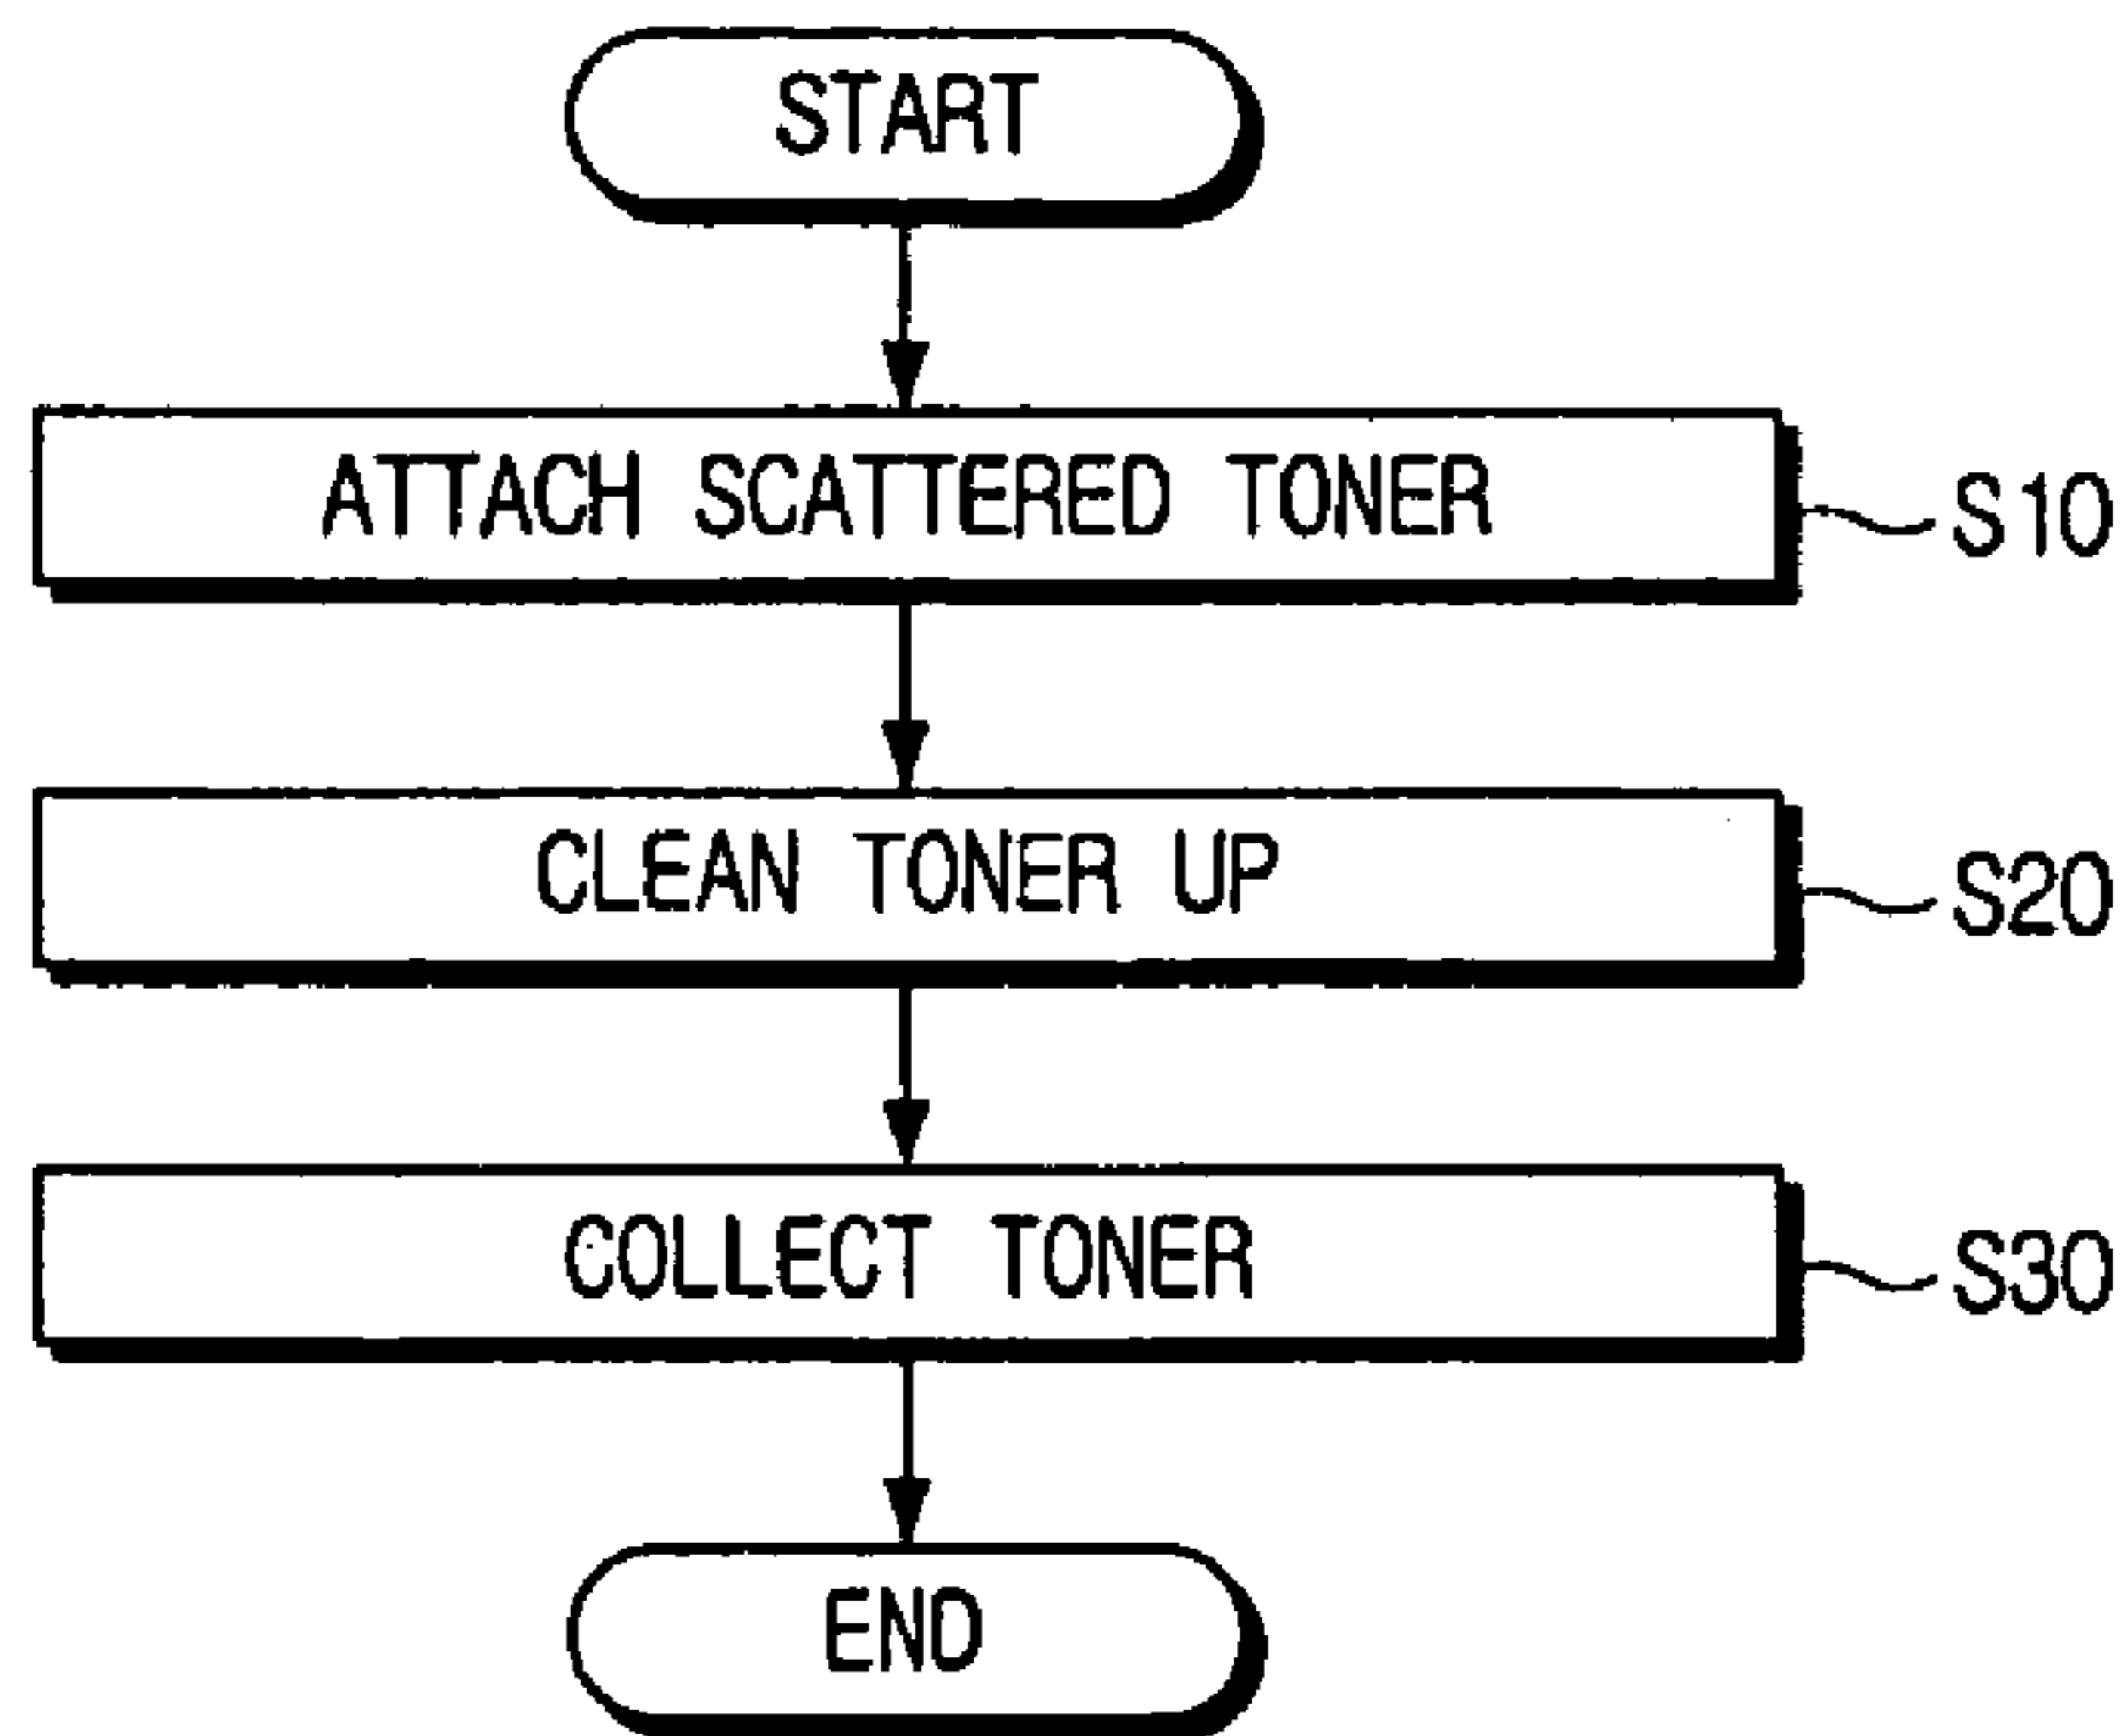 START
ATTACH SCATTERED TONER
S10
CLEAN TONER UP
S20
COLLECT TONER
S30
END